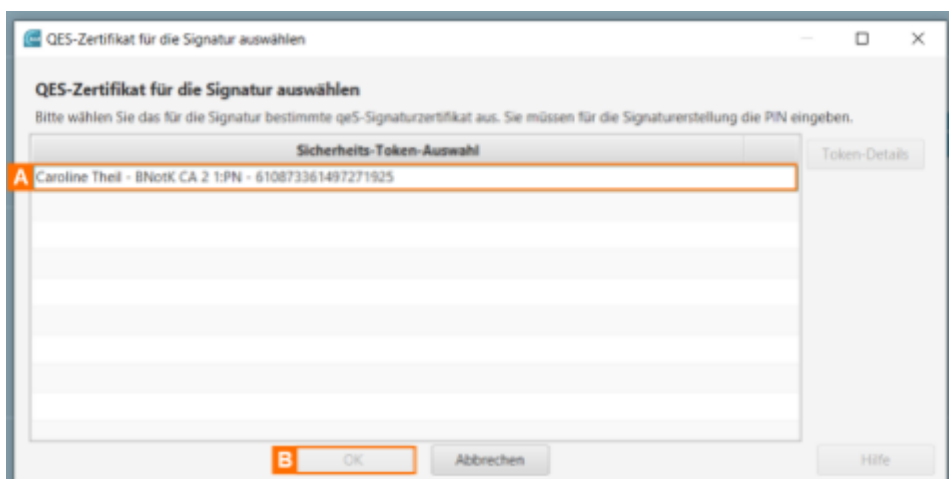 QES-Zertifikat für die Signatur auswählen
QES-Zertifikat für die Signatur auswählen
Bitte wählen Sie das für die Signatur bestimmte qeS-Signaturzertifikat aus. Sie müssen für die Signaturerstellung die PIN eingeben.
Sicherheits-Token-Auswahl
Token-Details
A Caroline Theil - BNotK CA 2 1:PN - 610873361497271925
B OK Abbrechen Hilfe